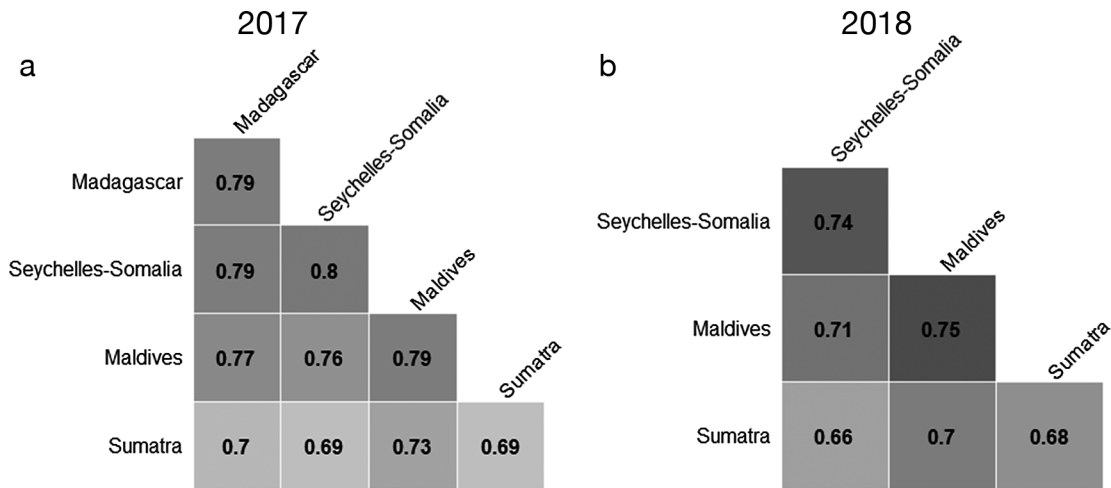 2017
a
Madagascar
Madagascar 0.79
Seychelles-Somalia
Seychelles-Somalia 0.79 0.8
Maldives
Maldives 0.77 0.76 0.79
Sumatra
Sumatra 0.7 0.69 0.73 0.69
2018
b
Seychelles-Somalia
Seychelles-Somalia 0.74
Maldives
Maldives 0.71 0.75
Sumatra
Sumatra 0.66 0.7 0.68